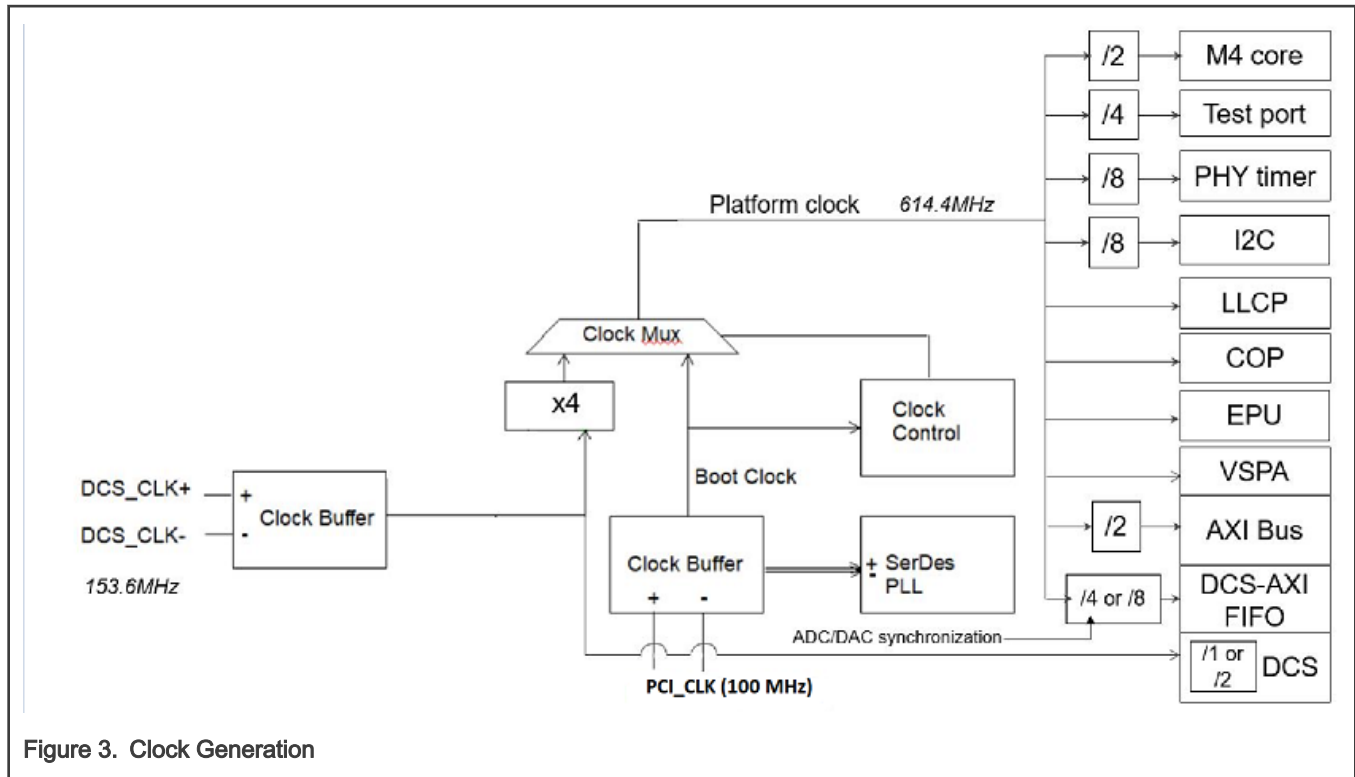 /2
M4 core
/4
Test port
/8
PHY timer
Platform clock 614.4MHz
/8
I2C
LLCP
Clock Mux
COP
x4
Clock
Control
EPU
Boot Clock
VSPA
DCS_CLK+
+
Clock Buffer
DCS_CLK-
-
153.6MHz
/2
AXI Bus
Clock Buffer
+ -
+ SerDes
- PLL
/4 or /8
DCS-AXI
FIFO
ADC/DAC synchronization
/1 or
/2
DCS
PCI_CLK (100 MHz)
Figure 3. Clock Generation